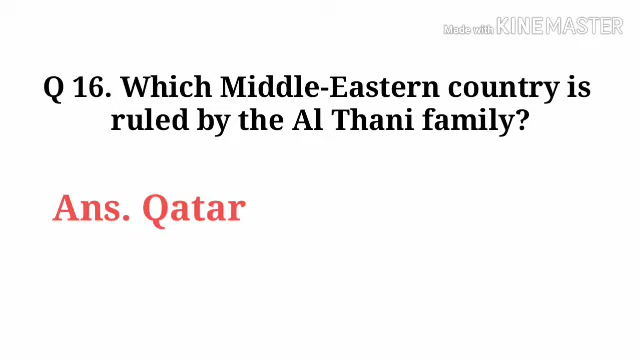 Made with KINEMASTER
Q 16. Which Middle-Eastern country is
ruled by the Al Thani family?
Ans. Qatar